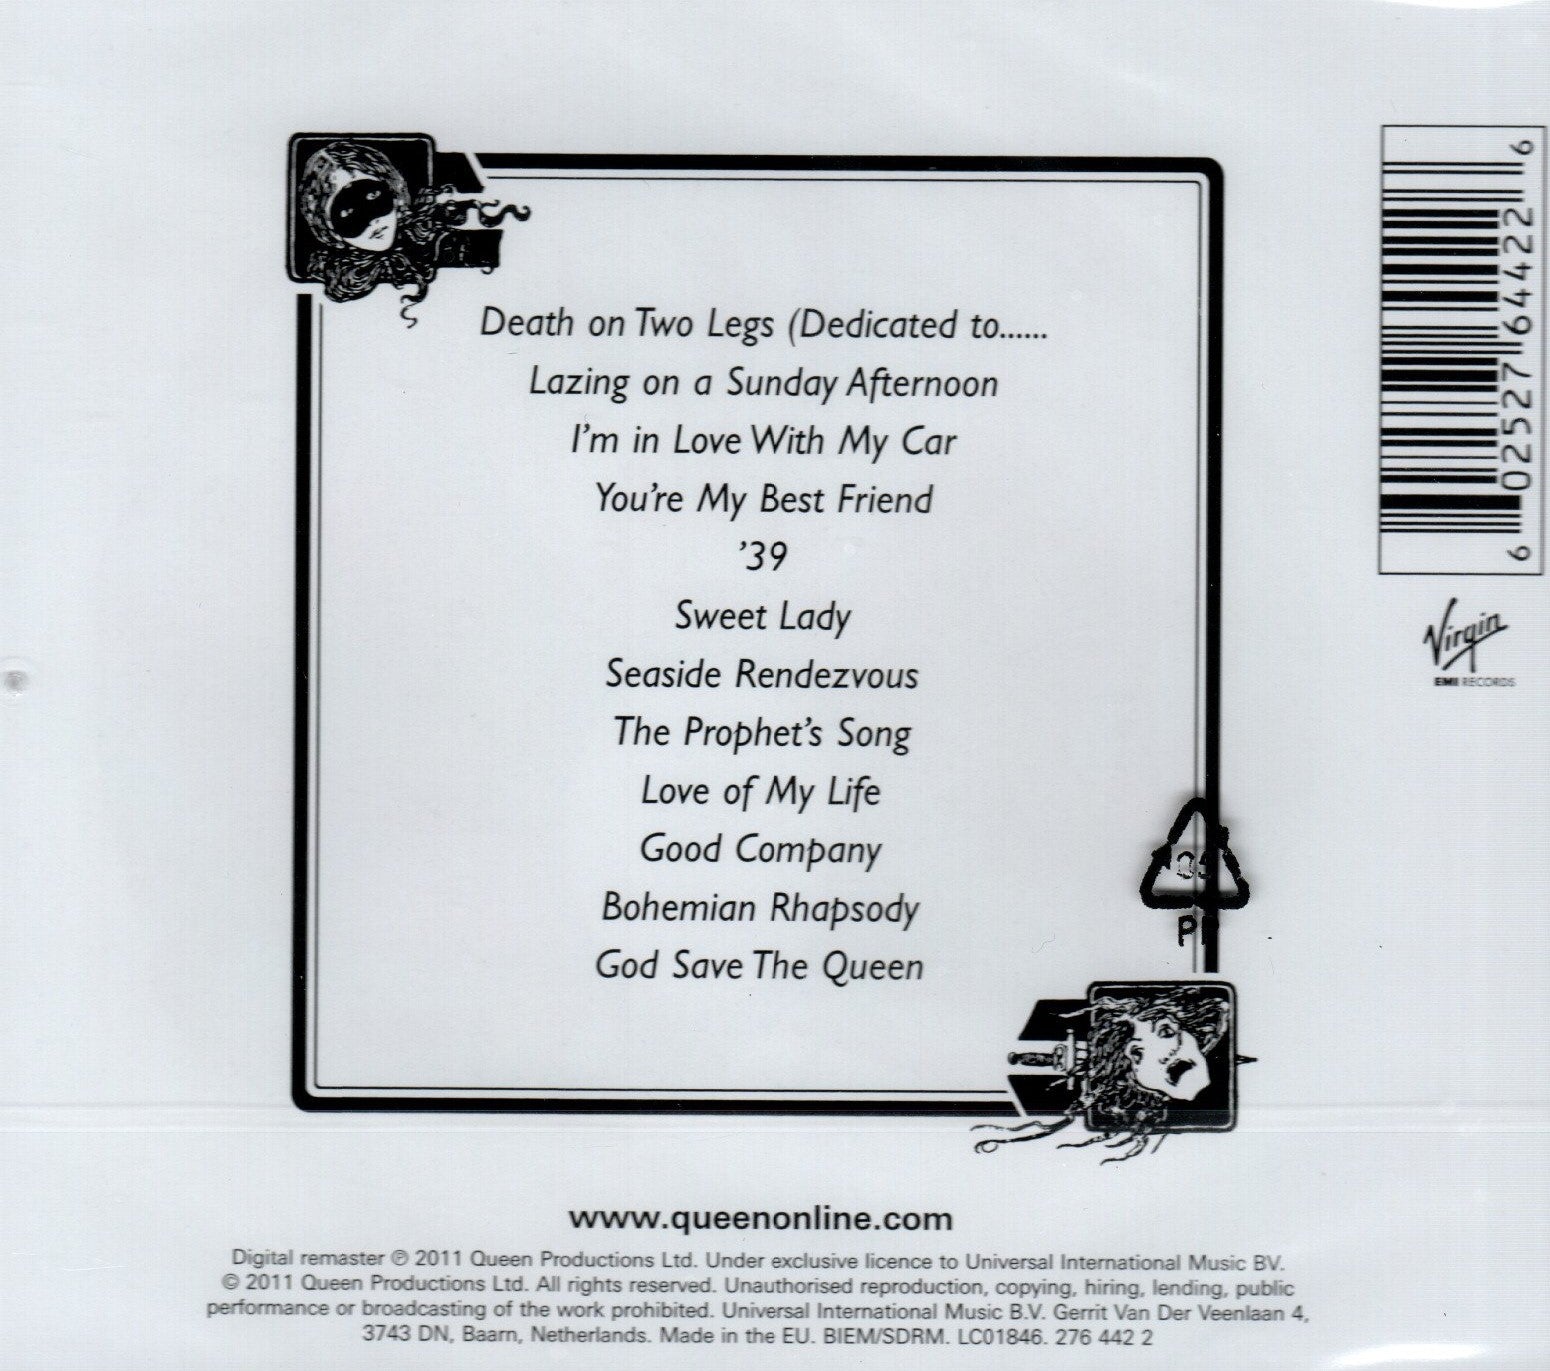 Death on Two Legs (Dedicated to......
Lazing on a Sunday Afternoon
I'm in Love With My Car
You're My Best Friend
'39
Sweet Lady
Seaside Rendezvous
The Prophet's Song
Love of My Life
Good Company
Bohemian Rhapsody
God Save The Queen
6 02527 64422 6
Virgin
EMI RECORDS
www.queenonline.com
Digital remaster ℗ 2011 Queen Productions Ltd. Under exclusive licence to Universal International Music BV.
© 2011 Queen Productions Ltd. All rights reserved. Unauthorised reproduction, copying, hiring, lending, public
performance or broadcasting of the work prohibited. Universal International Music B.V. Gerrit Van Der Veenlaan 4,
3743 DN, Baarn, Netherlands. Made in the EU. BIEM/SDRM. LC01846. 276 442 2